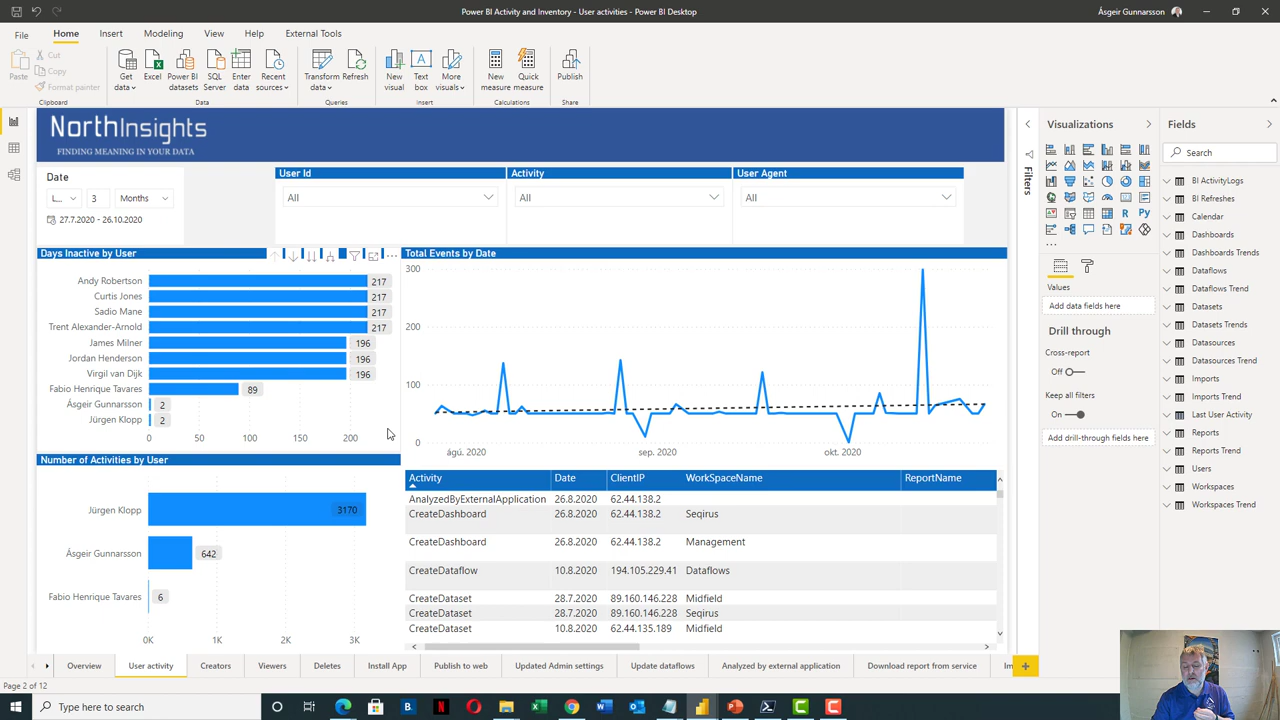 Power BI Activity and Inventory - User activities - Power BI Desktop
Ásgeir Gunnarsson
File
Home
Insert
Modeling
View
Help
External Tools
Paste
Cut
Copy
Format painter
Get data
Excel
Power BI datasets
SQL Server
Enter data
Recent sources
Transform data
Refresh
New visual
Text box
More visuals
New measure
Quick measure
Publish
Clipboard
Data
Queries
Insert
Calculations
Share
NorthInsights
FINDING MEANING IN YOUR DATA
Date
L...
3
Months
27.7.2020 - 26.10.2020
User Id
All
Activity
All
User Agent
All
Days Inactive by User
Andy Robertson 217
Curtis Jones 217
Sadio Mane 217
Trent Alexander-Arnold 217
James Milner 196
Jordan Henderson 196
Virgil van Dijk 196
Fabio Henrique Tavares 89
Ásgeir Gunnarsson 2
Jürgen Klopp 2
0 50 100 150 200
Total Events by Date
300
200
100
0
ágú. 2020 sep. 2020 okt. 2020
Number of Activities by User
Jürgen Klopp 3170
Ásgeir Gunnarsson 642
Fabio Henrique Tavares 6
0K 1K 2K 3K
Activity Date ClientIP WorkSpaceName ReportName
AnalyzedByExternalApplication 26.8.2020 62.44.138.2
CreateDashboard 26.8.2020 62.44.138.2 Seqirus
CreateDashboard 26.8.2020 62.44.138.2 Management
CreateDataflow 10.8.2020 194.105.229.41 Dataflows
CreateDataset 28.7.2020 89.160.146.228 Midfield
CreateDataset 28.7.2020 89.160.146.228 Seqirus
CreateDataset 10.8.2020 62.44.135.189 Midfield
Filters
Visualizations
R
Py
Values
Add data fields here
Drill through
Cross-report
Off
Keep all filters
On
Add drill-through fields here
Fields
Search
BI ActivityLogs
BI Refreshes
Calendar
Dashboards
Dashboards Trends
Dataflows
Dataflows Trend
Datasets
Datasets Trends
Datasources
Datasources Trend
Imports
Imports Trend
Last User Activity
Reports
Reports Trend
Users
Workspaces
Workspaces Trend
Overview
User activity
Creators
Viewers
Deletes
Install App
Publish to web
Updated Admin settings
Update dataflows
Analyzed by external application
Download report from service
Page 2 of 12
Type here to search